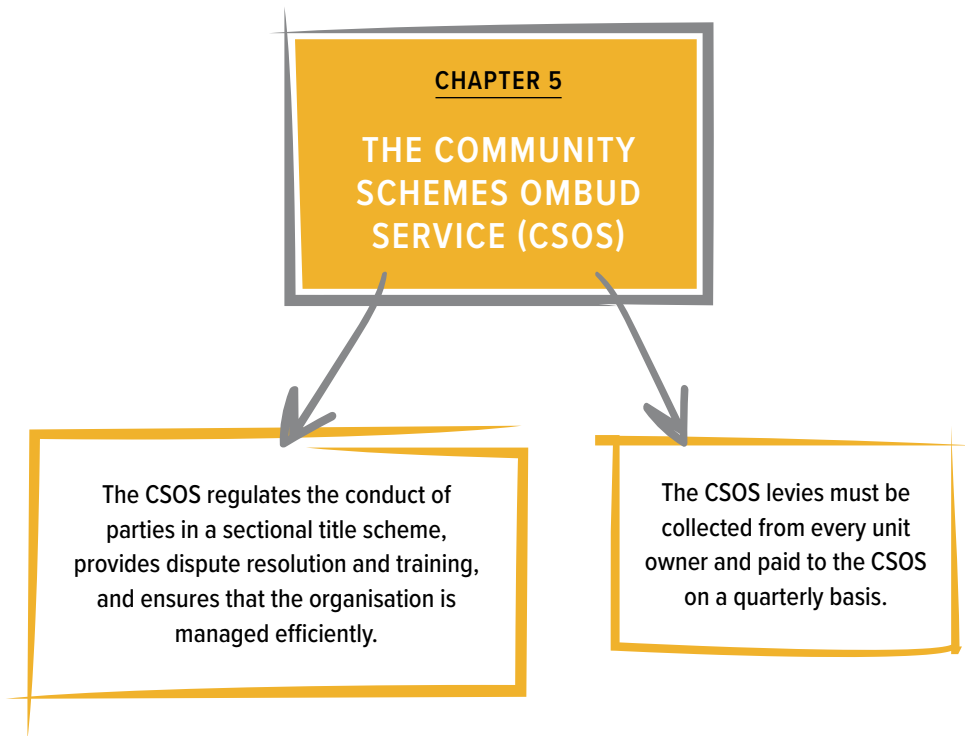 CHAPTER 5
THE COMMUNITY
SCHEMES OMBUD
SERVICE (CSOS)
The CSOS regulates the conduct of
parties in a sectional title scheme,
provides dispute resolution and training,
and ensures that the organisation is
managed efficiently.
The CSOS levies must be
collected from every unit
owner and paid to the CSOS
on a quarterly basis.